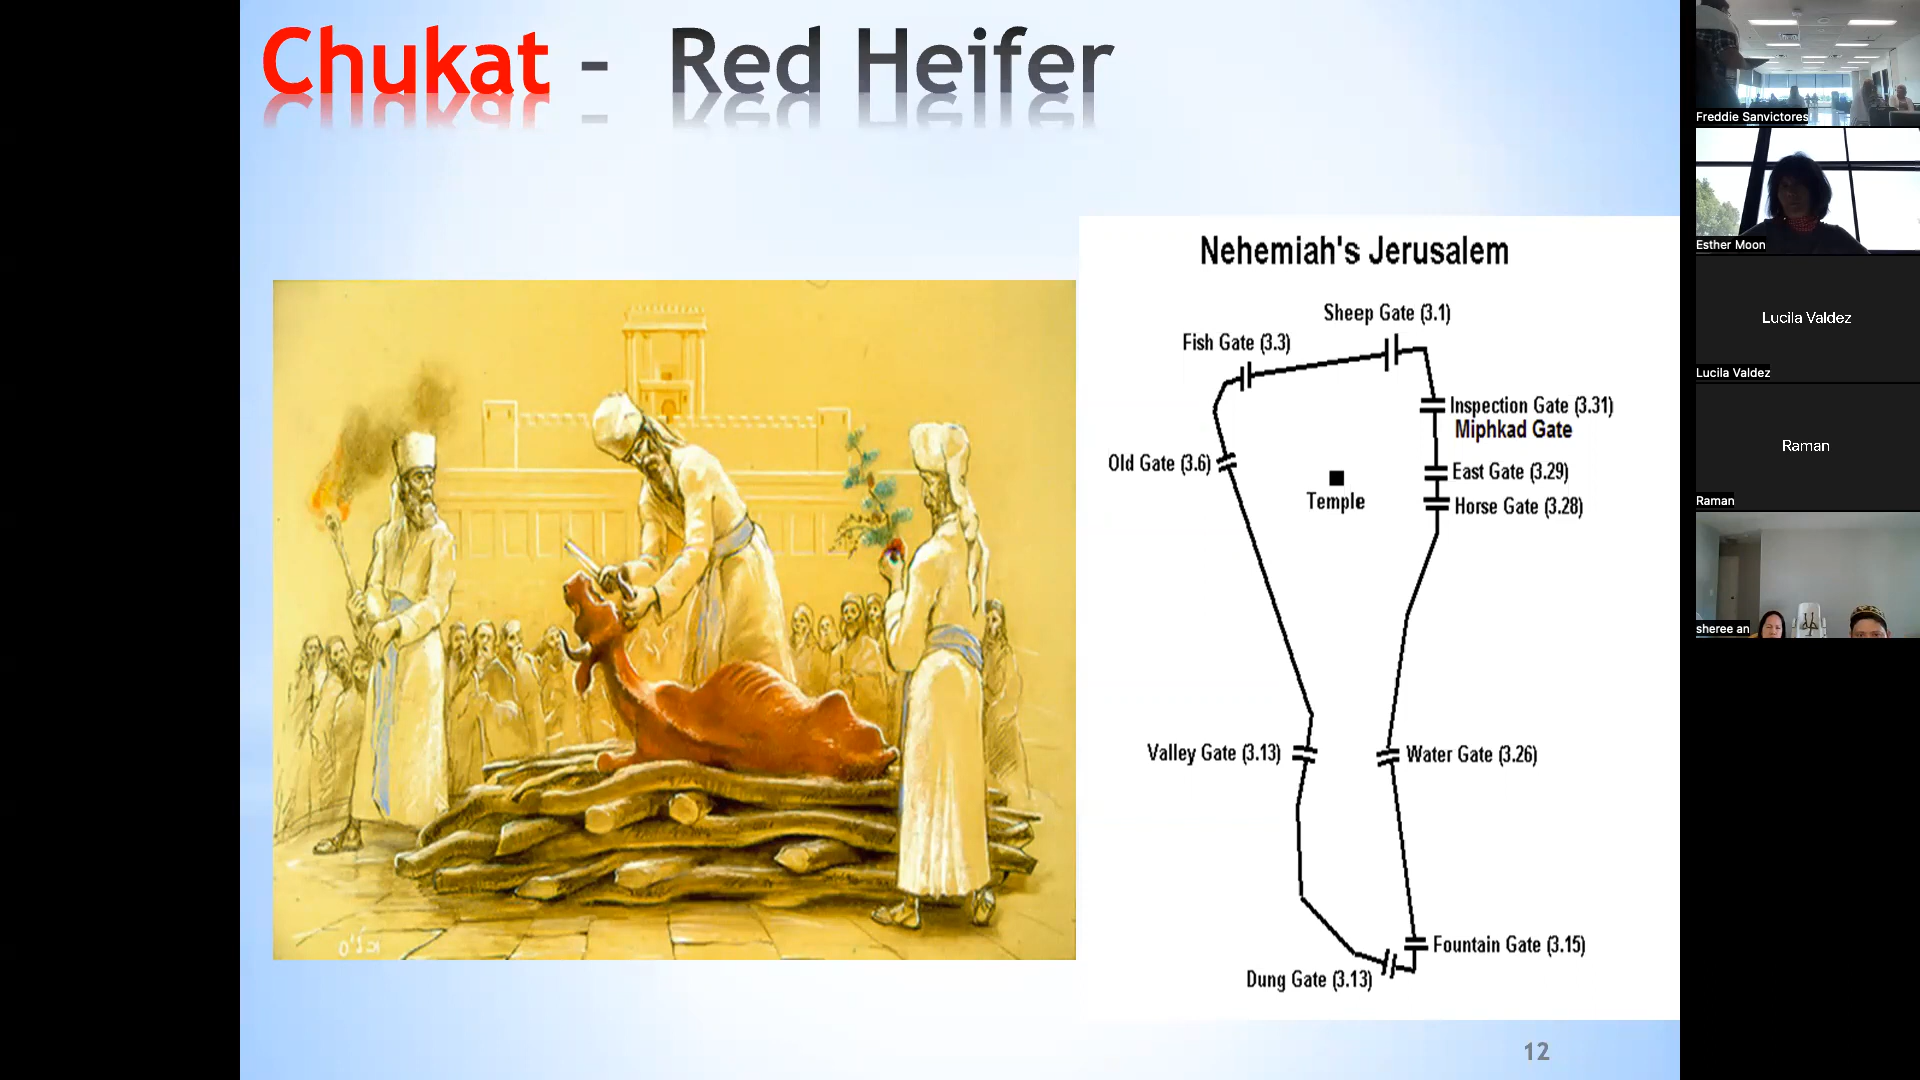 Chukat - Red Heifer
Nehemiah's Jerusalem
Sheep Gate (3.1)
Fish Gate (3.3)
Inspection Gate (3.31)
Miphkad Gate
Old Gate (3.6)
East Gate (3.29)
Temple
Horse Gate (3.28)
Valley Gate (3.13)
Water Gate (3.26)
Fountain Gate (3.15)
Dung Gate (3.13)
12
Freddie Sanvictores
Esther Moon
Lucila Valdez
Lucila Valdez
Raman
Raman
sheree an